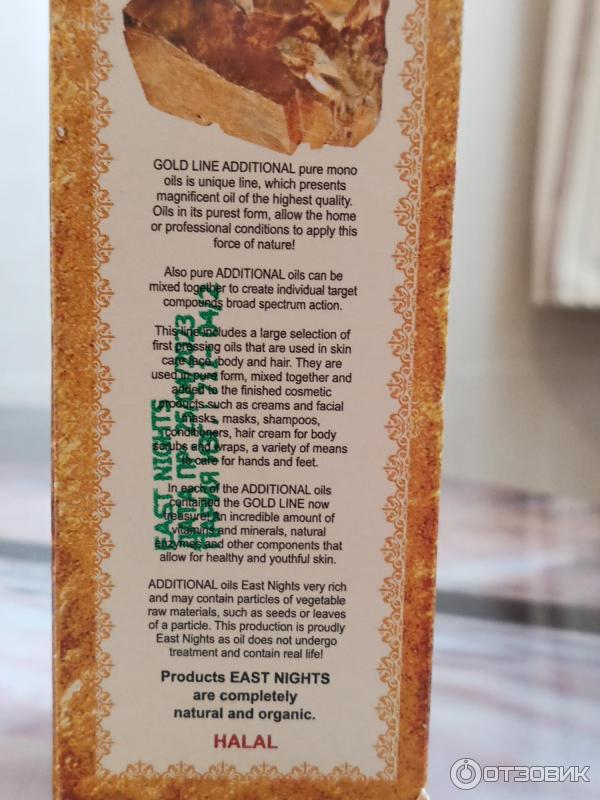 GOLD LINE ADDITIONAL pure mono
oils is unique line, which presents
magnificent oil of the highest quality.
Oils in its purest form, allow the home
or professional conditions to apply this
force of nature!
Also pure ADDITIONAL oils can be
mixed together to create individual target
compounds broad spectrum action.
This line includes a large selection of
first pressing oils that are used in skin
care face, body and hair. They are
used in pure form, mixed together and
added to the finished cosmetic
products such as creams and facial
masks, masks, shampoos,
conditioners, hair cream for body
scrubs and wraps, a variety of means
to care for hands and feet.
In each of the ADDITIONAL oils
contained the GOLD LINE now
treasure! An incredible amount of
vitamins and minerals, natural
enzymes and other components that
allow for healthy and youthful skin.
ADDITIONAL oils East Nights very rich
and may contain particles of vegetable
raw materials, such as seeds or leaves
of a particle. This production is proudly
East Nights as oil does not undergo
treatment and contain real life!
Products EAST NIGHTS
are completely
natural and organic.
HALAL
EAST NIGHTS
ОТЗОВИК